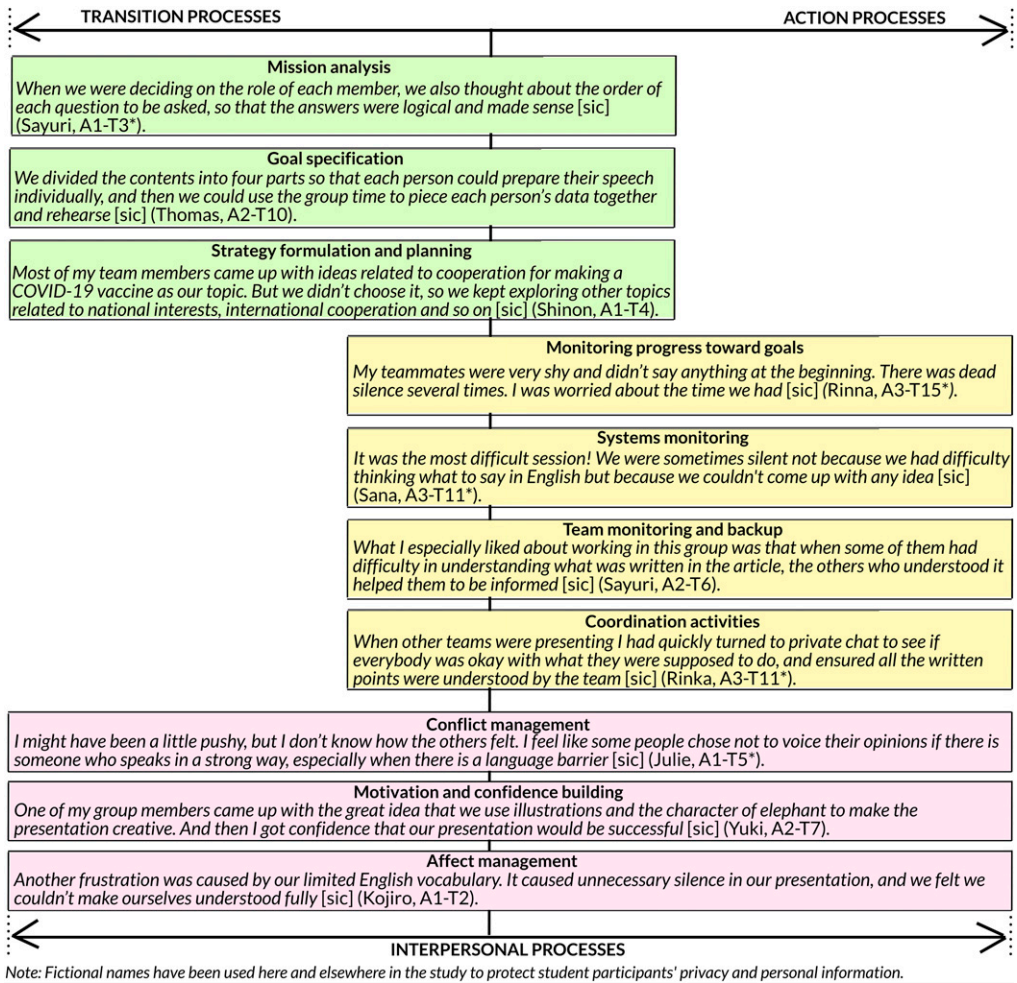 TRANSITION PROCESSES
ACTION PROCESSES
Mission analysis
When we were deciding on the role of each member, we also thought about the order of
each question to be asked, so that the answers were logical and made sense [sic]
(Sayuri, A1-T3*).
Goal specification
We divided the contents into four parts so that each person could prepare their speech
individually, and then we could use the group time to piece each person's data together
and rehearse [sic] (Thomas, A2-T10).
Strategy formulation and planning
Most of my team members came up with ideas related to cooperation for making a
COVID-19 vaccine as our topic. But we didn't choose it, so we kept exploring other topics
related to national interests, international cooperation and so on [sic] (Shinon, A1-T4).
Monitoring progress toward goals
My teammates were very shy and didn't say anything at the beginning. There was dead
silence several times. I was worried about the time we had [sic] (Rinna, A3-T15*).
Systems monitoring
It was the most difficult session! We were sometimes silent not because we had difficulty
thinking what to say in English but because we couldn't come up with any idea [sic]
(Sana, A3-T11*).
Team monitoring and backup
What I especially liked about working in this group was that when some of them had
difficulty in understanding what was written in the article, the others who understood it
helped them to be informed [sic] (Sayuri, A2-T6).
Coordination activities
When other teams were presenting I had quickly turned to private chat to see if
everybody was okay with what they were supposed to do, and ensured all the written
points were understood by the team [sic] (Rinka, A3-T11*).
Conflict management
I might have been a little pushy, but I don't know how the others felt. I feel like some people chose not to voice their opinions if there is
someone who speaks in a strong way, especially when there is a language barrier [sic] (Julie, A1-T5*).
Motivation and confidence building
One of my group members came up with the great idea that we use illustrations and the character of elephant to make the
presentation creative. And then I got confidence that our presentation would be successful [sic] (Yuki, A2-T7).
Affect management
Another frustration was caused by our limited English vocabulary. It caused unnecessary silence in our presentation, and we felt we
couldn't make ourselves understood fully [sic] (Kojiro, A1-T2).
INTERPERSONAL PROCESSES
Note: Fictional names have been used here and elsewhere in the study to protect student participants' privacy and personal information.